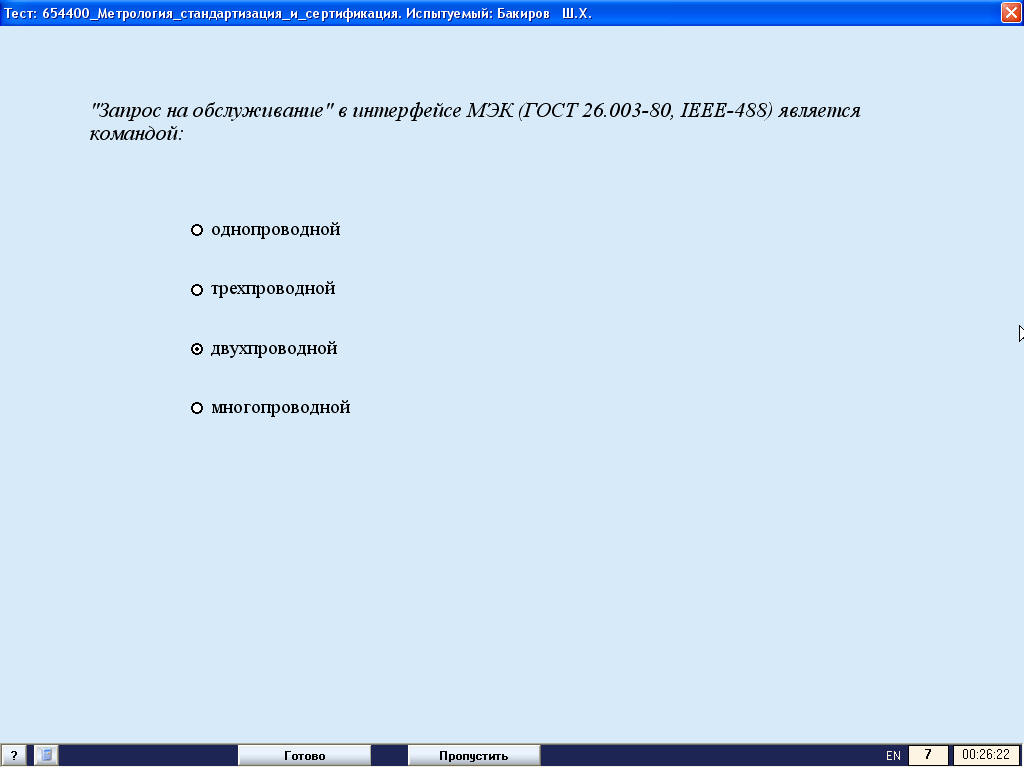 Тест: 654400_Метрология_стандартизация_и_сертификация. Испытуемый: Бакиров Ш.Х.
"Запрос на обслуживание" в интерфейсе МЭК (ГОСТ 26.003-80, IEEE-488) является
командой:
однопроводной
трехпроводной
двухпроводной
многопроводной
? Готово Пропустить EN 7 00:26:22